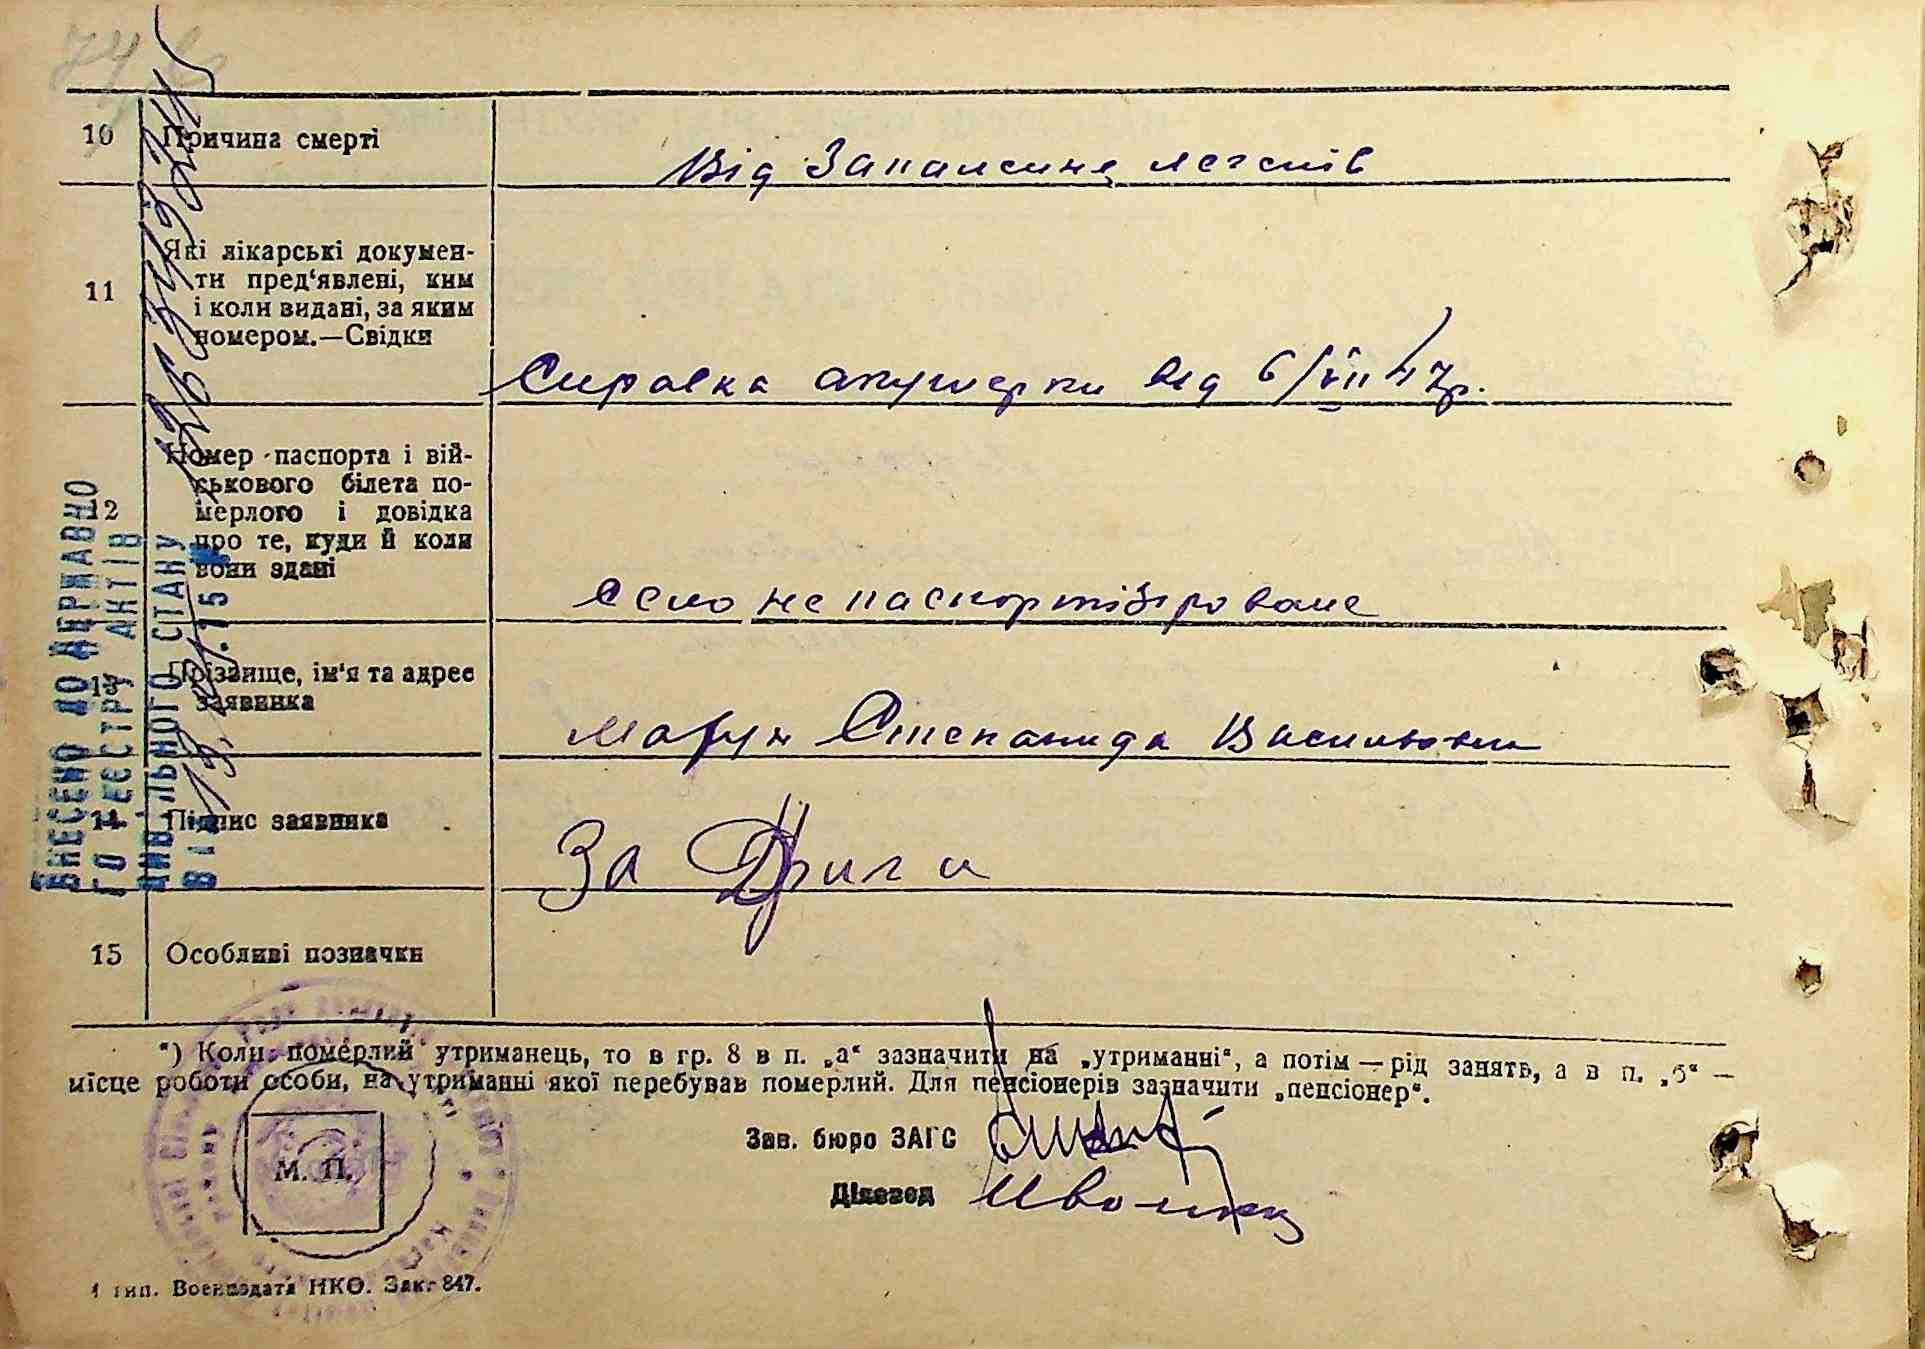 10 Причина смерті
Від Запаления легенів
11 Які лікарські докумен-
ти пред'явлені, ким
і коли видані, за яким
номером.—Свідки
Справка акушерки від 6/VII 47р.
12 Номер паспорта і вій-
ськового білета по-
мерлого і довідка
про те, куди й коли
вони здані
село не паспортізіроване
13 Прізвище, ім'я та адрес
заявника
Степанида Васильовна
14 Підпис заявника
За
15 Особливі позначки
*) Коли померлий утриманець, то в гр. 8 в п. „а“ зазначити на „утриманні“, а потім — рід занять, а в п. „б“ —
місце роботи особи, на утриманні якої перебував померлий. Для пенсіонерів зазначити „пенсіонер“.
Зав. бюро ЗАГС
Діловод
М. П.
1 тип. Воениздата НКО. Зак. 847.
ВНЕСЕНО ДО ДЕРЖАВНО
ГО РЕЄСТРУ АКТІВ
ЦИВІЛЬНОГО СТАНУ